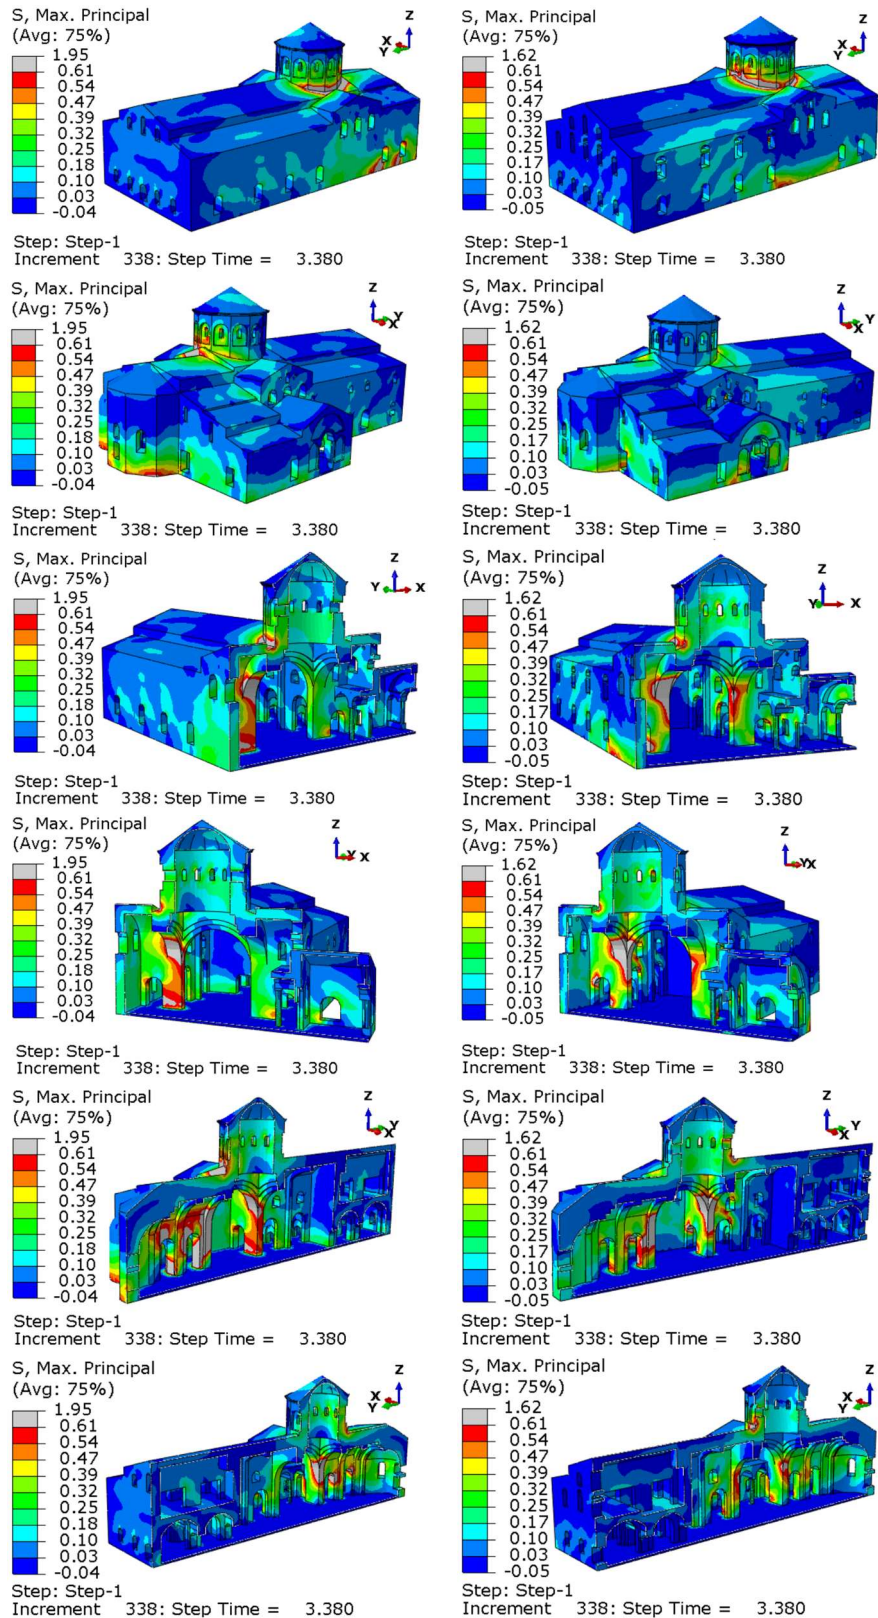 S, Max. Principal
(Avg: 75%)
1.95
0.61
0.54
0.47
0.39
0.32
0.25
0.18
0.10
0.03
-0.04
Z
X
Y
Step: Step-1
Increment 338: Step Time = 3.380
S, Max. Principal
(Avg: 75%)
1.62
0.61
0.54
0.46
0.39
0.32
0.25
0.17
0.10
0.03
-0.05
Z
X
Y
Step: Step-1
Increment 338: Step Time = 3.380
S, Max. Principal
(Avg: 75%)
1.95
0.61
0.54
0.47
0.39
0.32
0.25
0.18
0.10
0.03
-0.04
Z
Y
X
Step: Step-1
Increment 338: Step Time = 3.380
S, Max. Principal
(Avg: 75%)
1.62
0.61
0.54
0.46
0.39
0.32
0.25
0.17
0.10
0.03
-0.05
Z
Y
X
Step: Step-1
Increment 338: Step Time = 3.380
S, Max. Principal
(Avg: 75%)
1.95
0.61
0.54
0.47
0.39
0.32
0.25
0.18
0.10
0.03
-0.04
Z
Y X
Step: Step-1
Increment 338: Step Time = 3.380
S, Max. Principal
(Avg: 75%)
1.62
0.61
0.54
0.46
0.39
0.32
0.25
0.17
0.10
0.03
-0.05
Z
Y X
Step: Step-1
Increment 338: Step Time = 3.380
S, Max. Principal
(Avg: 75%)
1.95
0.61
0.54
0.47
0.39
0.32
0.25
0.18
0.10
0.03
-0.04
Z
Y X
Step: Step-1
Increment 338: Step Time = 3.380
S, Max. Principal
(Avg: 75%)
1.62
0.61
0.54
0.46
0.39
0.32
0.25
0.17
0.10
0.03
-0.05
Z
YX
Step: Step-1
Increment 338: Step Time = 3.380
S, Max. Principal
(Avg: 75%)
1.95
0.61
0.54
0.47
0.39
0.32
0.25
0.18
0.10
0.03
-0.04
Z
Y
X
Step: Step-1
Increment 338: Step Time = 3.380
S, Max. Principal
(Avg: 75%)
1.62
0.61
0.54
0.46
0.39
0.32
0.25
0.17
0.10
0.03
-0.05
Z
Y
X
Step: Step-1
Increment 338: Step Time = 3.380
S, Max. Principal
(Avg: 75%)
1.95
0.61
0.54
0.47
0.39
0.32
0.25
0.18
0.10
0.03
-0.04
Z
X
Y
Step: Step-1
Increment 338: Step Time = 3.380
S, Max. Principal
(Avg: 75%)
1.62
0.61
0.54
0.46
0.39
0.32
0.25
0.17
0.10
0.03
-0.05
Z
X
Y
Step: Step-1
Increment 338: Step Time = 3.380